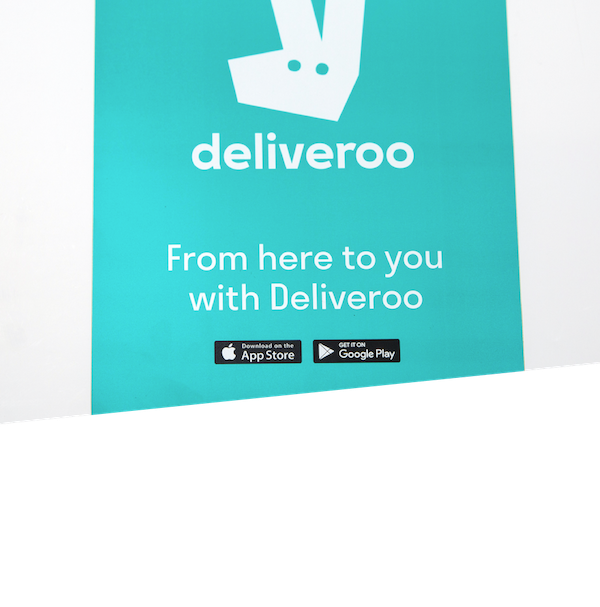 deliveroo
From here to you
with Deliveroo
Download on the
App Store
GET IT ON
Google Play